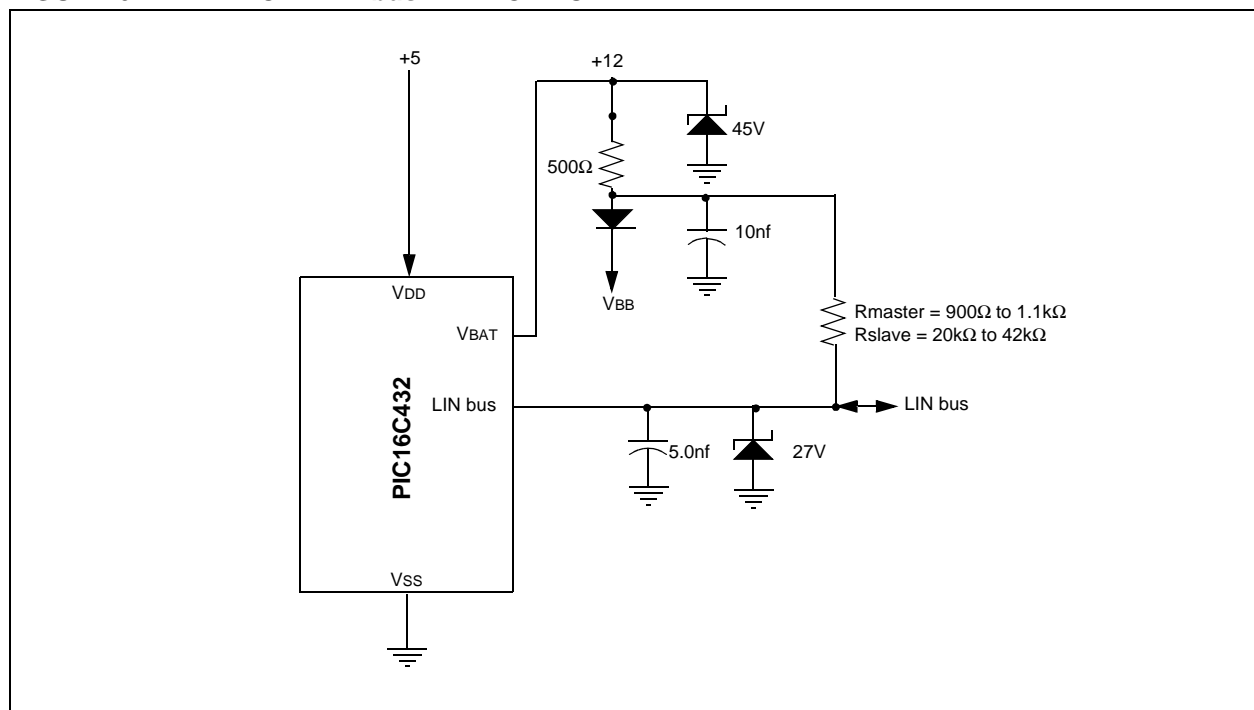 +5
+12
45V
500Ω
10nf
VDD
VBB
VBAT
Rmaster = 900Ω to 1.1kΩ
Rslave = 20kΩ to 42kΩ
PIC16C432
LIN bus
LIN bus
5.0nf
27V
VSS